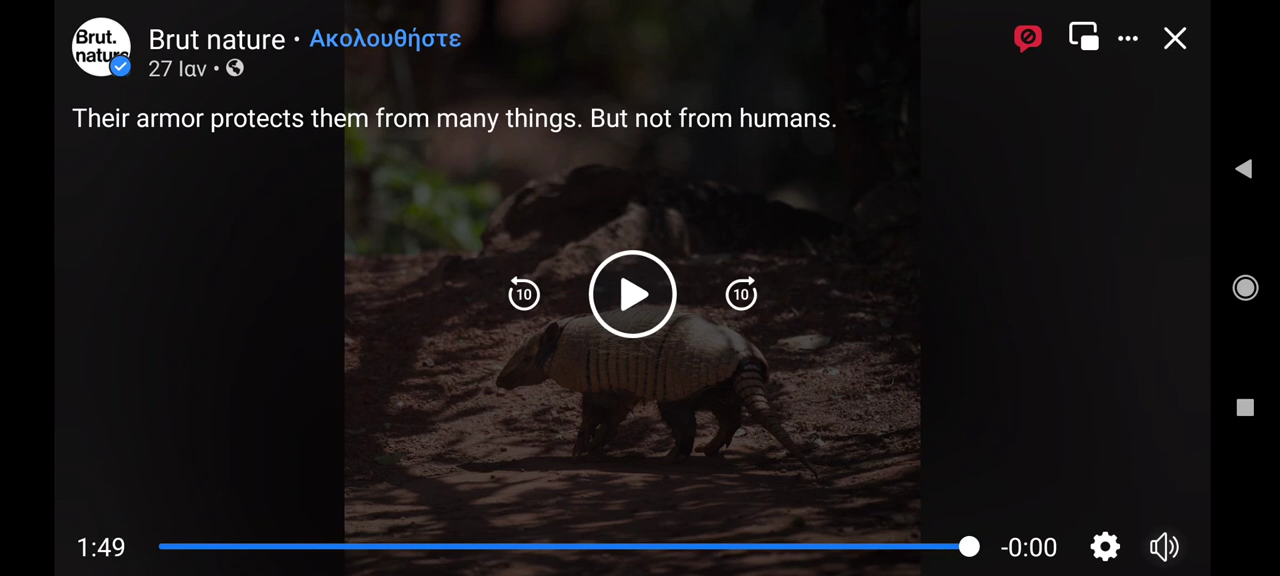 Brut.
nature
Brut nature • Ακολουθήστε
27 Ιαν •
Their armor protects them from many things. But not from humans.
10
10
1:49
-0:00